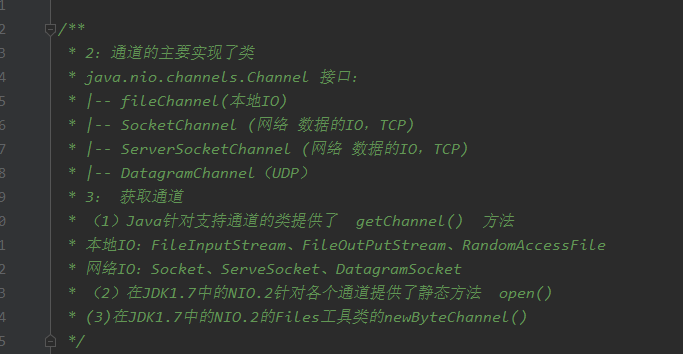 1
2 /**
3 * 2：通道的主要实现了类
4 * java.nio.channels.Channel 接口：
5 * |-- fileChannel(本地IO)
6 * |-- SocketChannel (网络 数据的IO，TCP)
7 * |-- ServerSocketChannel (网络 数据的IO，TCP)
8 * |-- DatagramChannel（UDP）
9 * 3： 获取通道
0 * （1）Java针对支持通道的类提供了 getChannel() 方法
1 * 本地IO：FileInputStream、FileOutPutStream、RandomAccessFile
2 * 网络IO：Socket、ServeSocket、DatagramSocket
3 * （2）在JDK1.7中的NIO.2针对各个通道提供了静态方法 open()
4 * (3)在JDK1.7中的NIO.2的Files工具类的newByteChannel()
5 */